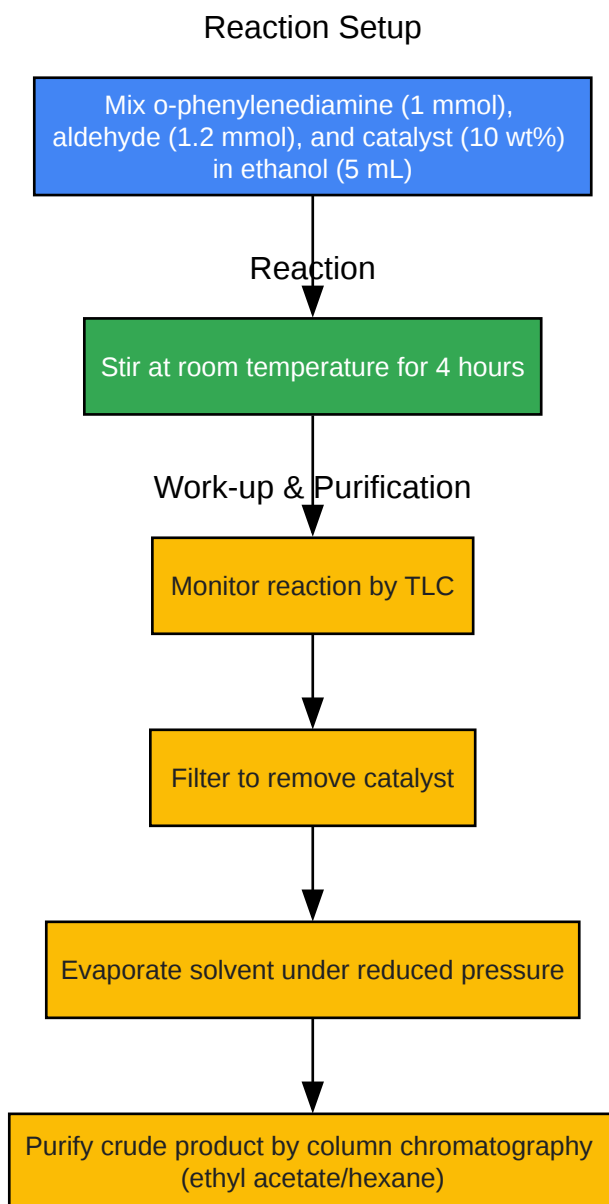 Reaction Setup
Mix o-phenylenediamine (1 mmol),
aldehyde (1.2 mmol), and catalyst (10 wt%)
in ethanol (5 mL)
Reaction
Stir at room temperature for 4 hours
Work-up & Purification
Monitor reaction by TLC
Filter to remove catalyst
Evaporate solvent under reduced pressure
Purify crude product by column chromatography
(ethyl acetate/hexane)